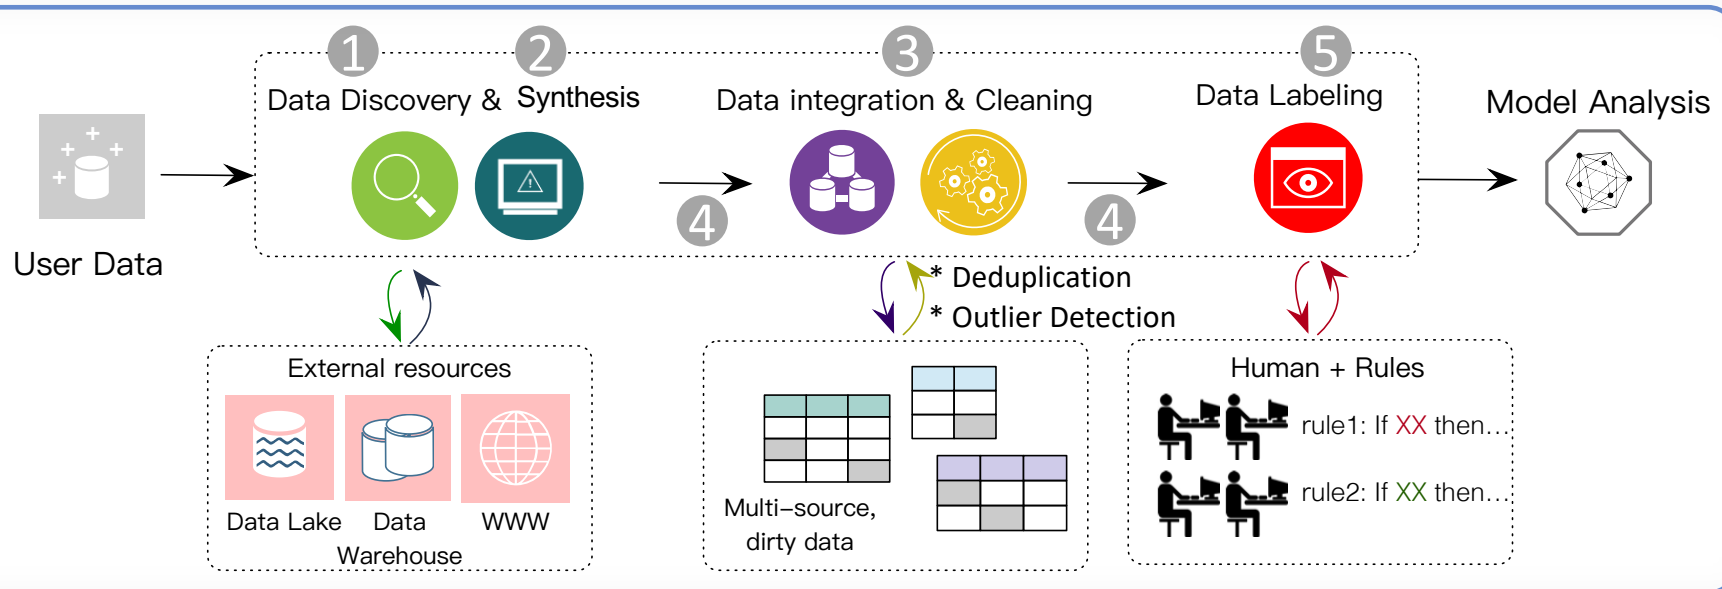 1 2 3 5
Data Discovery & Synthesis
Data integration & Cleaning
Data Labeling
Model Analysis
4 4
User Data
* Deduplication
* Outlier Detection
External resources
Data Lake
Data
Warehouse
WWW
Multi-source,
dirty data
Human + Rules
rule1: If XX then...
rule2: If XX then...